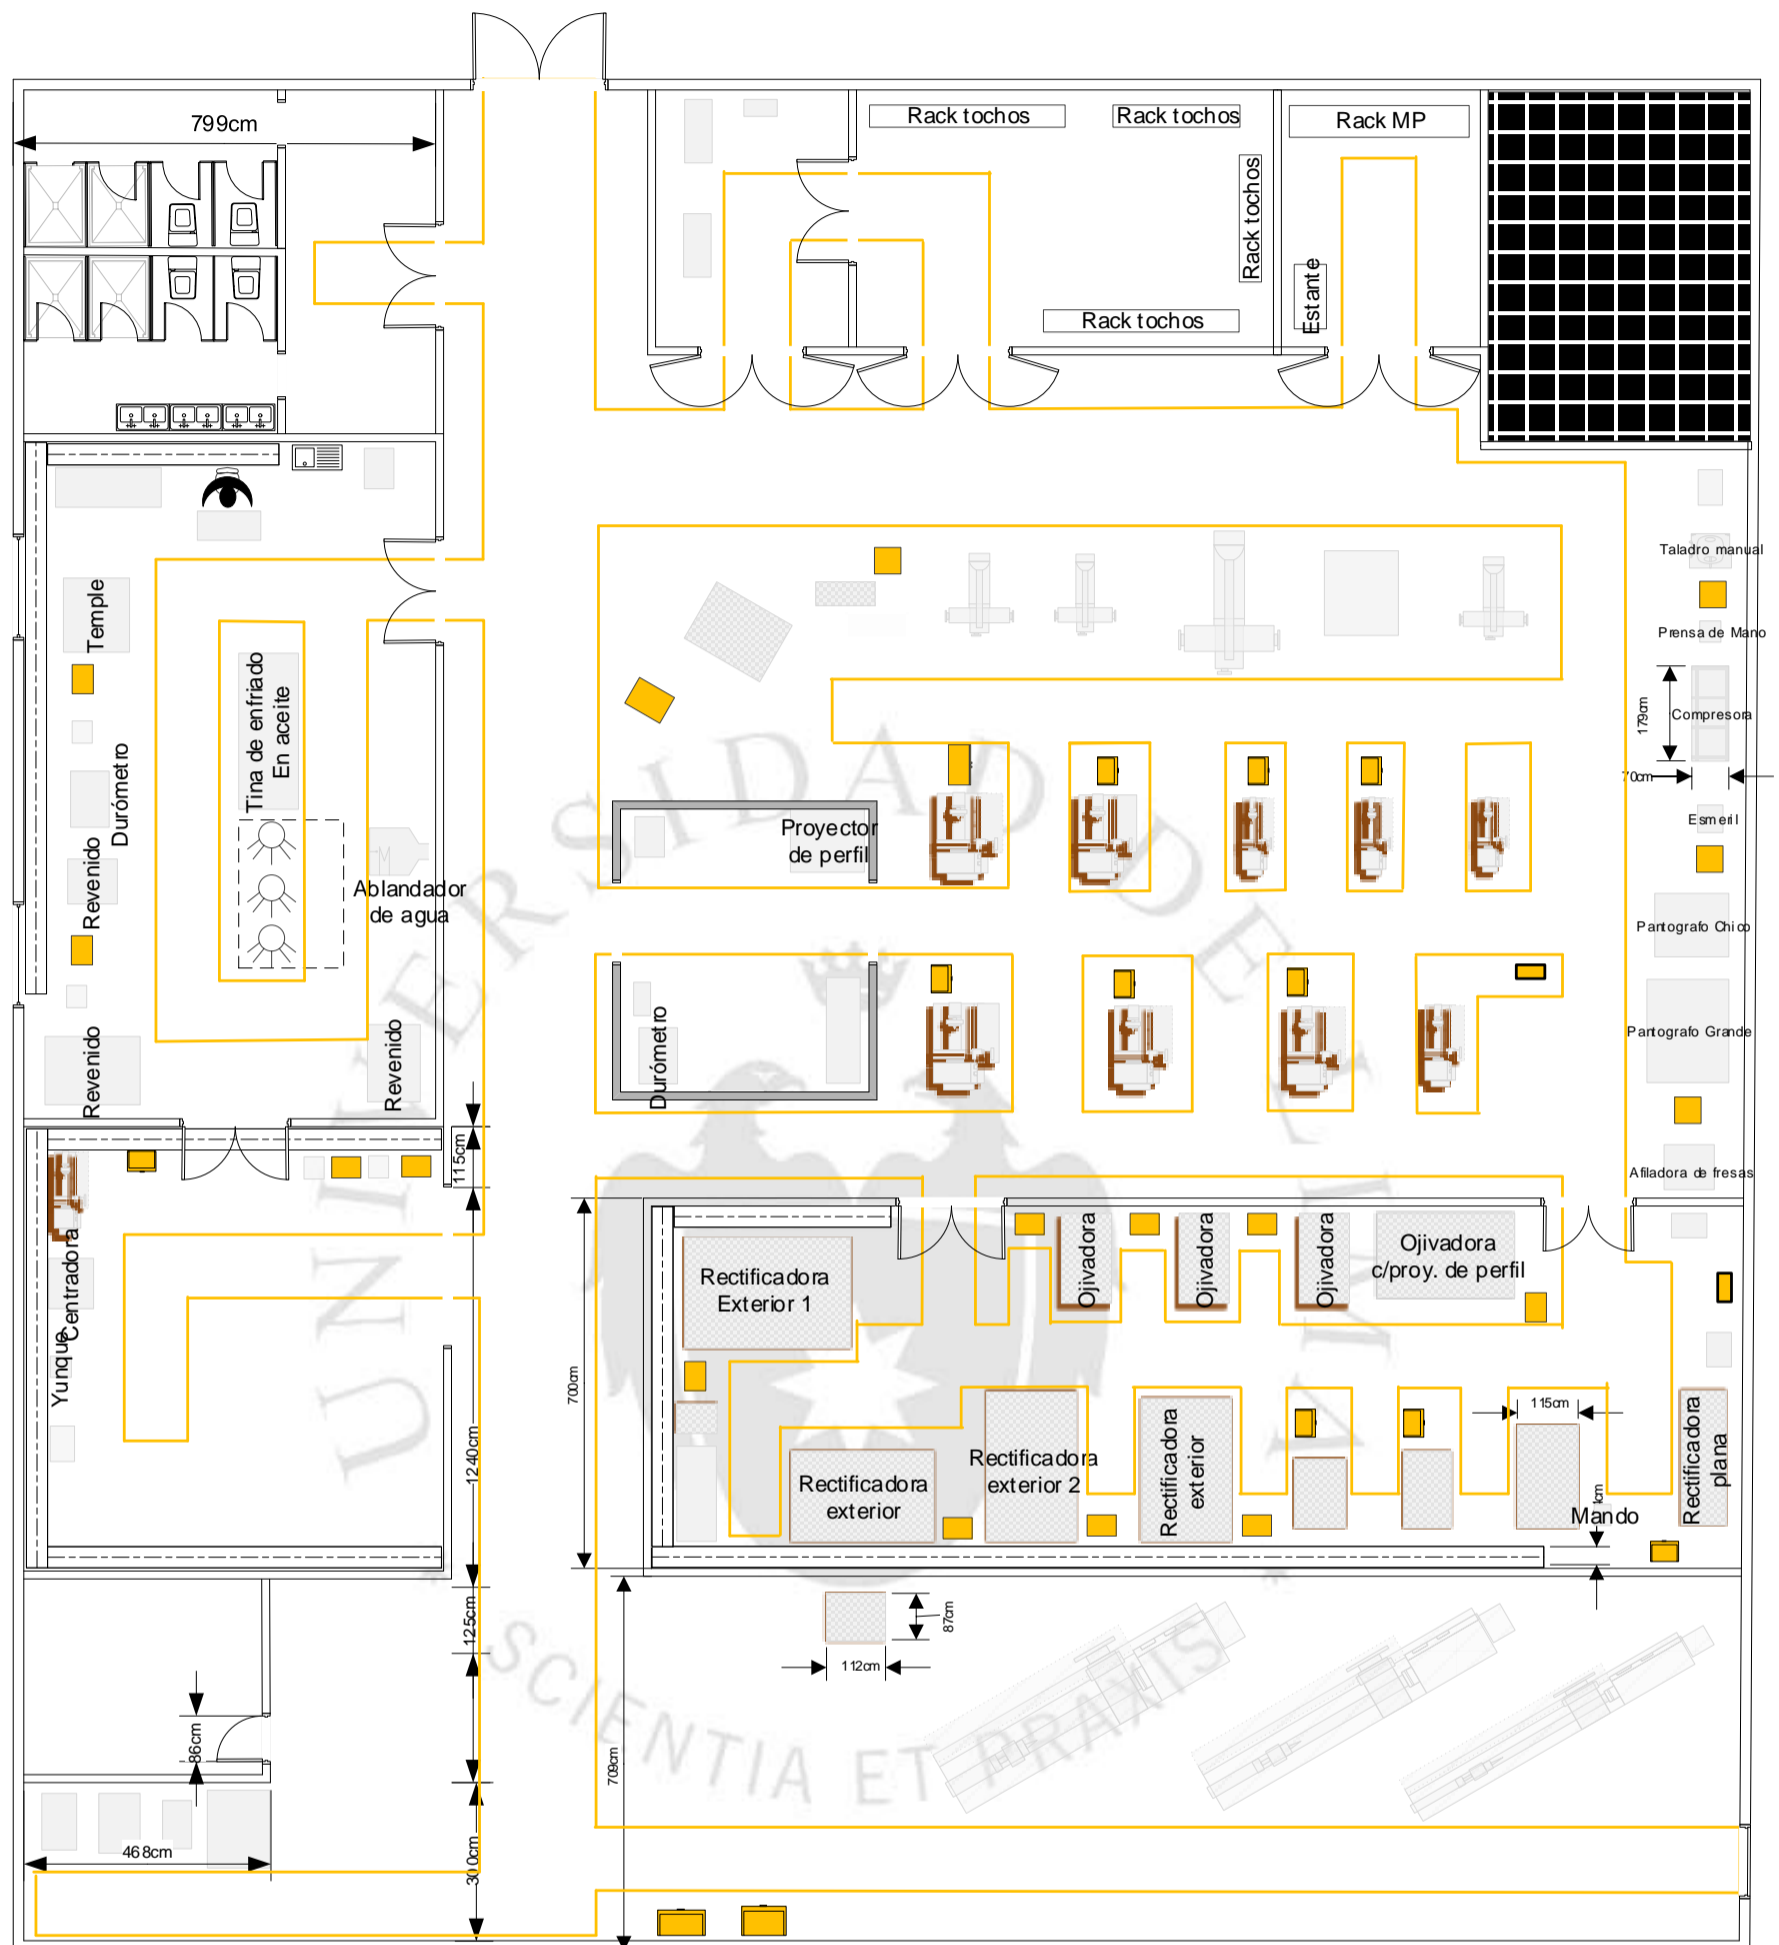 799cm
Rack tochos
Rack tochos
Rack MP
Rack tochos
Estante
Rack tochos
Taladro manual
Temple
Prensa de Mano
Tina de enfriado
En aceite
179cm
Compresora
70cm
Durómetro
Proyector
de perfil
Esmeril
Revenido
Ablandador
de agua
Pantografo Chico
Revenido
Revenido
Durómetro
Pantografo Grande
115cm
Afiladora de fresas
Centradora
Yunque
Rectificadora
Exterior 1
Ojivadora
Ojivadora
Ojivadora
Ojivadora
c/proy. de perfil
700cm
115cm
1240cm
Rectificadora
exterior
Rectificadora
exterior 2
Rectificadora
exterior
Mando
Rectificadora
plana
125cm
87cm
112cm
86cm
709cm
468cm
300cm
UNIVERSIDAD DE LIMA
SCIENTIA ET PRAXIS